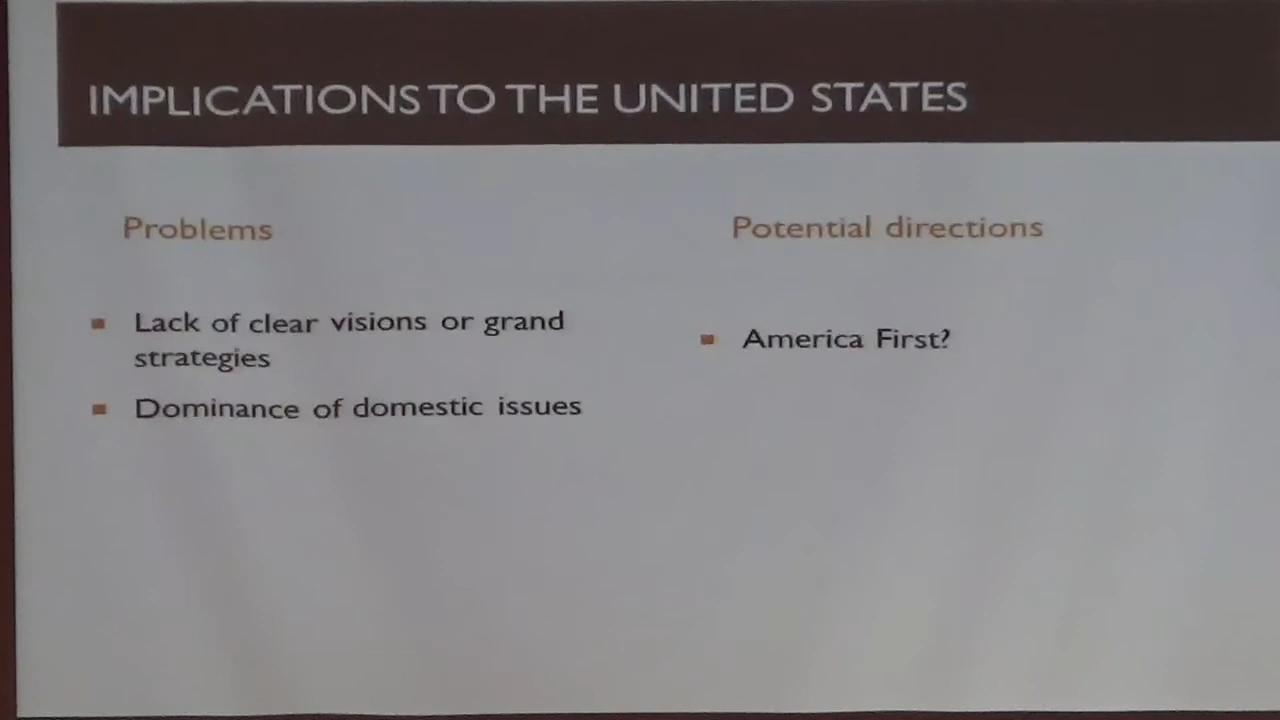 IMPLICATIONS TO THE UNITED STATES
Problems
Lack of clear visions or grand
strategies
Dominance of domestic issues
Potential directions
America First?